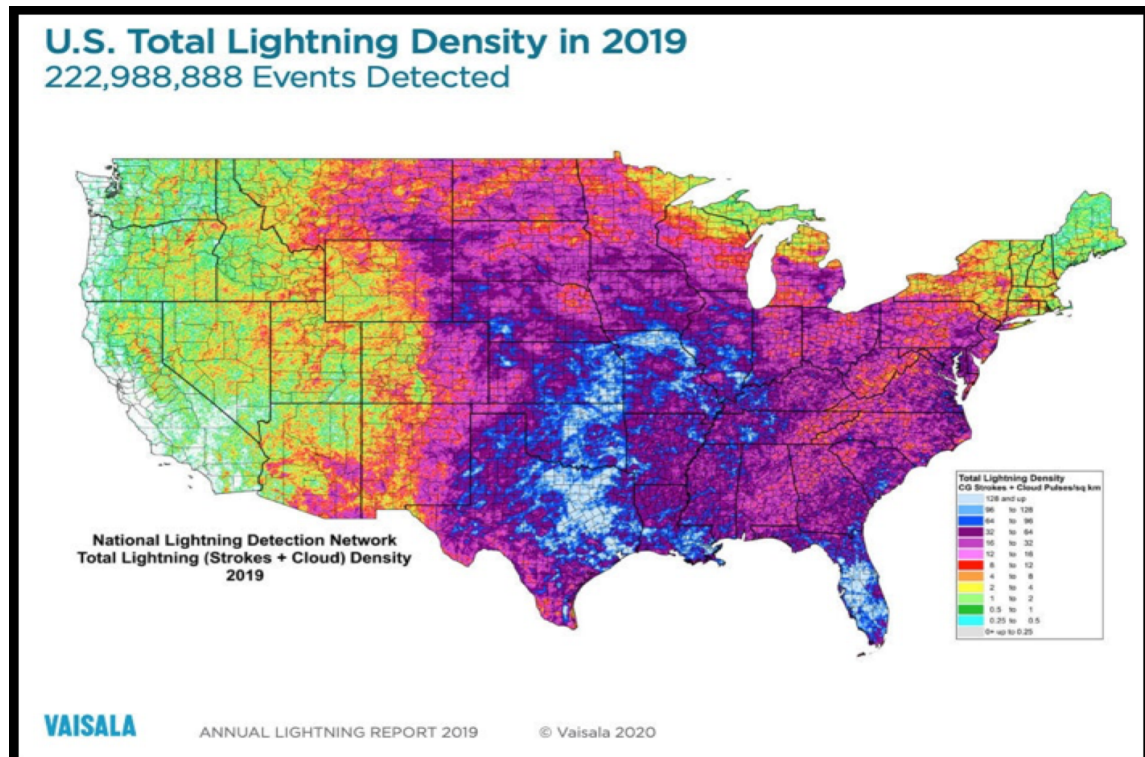 U.S. Total Lightning Density in 2019
222,988,888 Events Detected
National Lightning Detection Network
Total Lightning (Strokes + Cloud) Density
2019
Total Lightning Density
CG Strokes + Cloud Pulses/sq km
128 and up
96 to 128
64 to 96
32 to 64
16 to 32
12 to 16
8 to 12
4 to 8
2 to 4
1 to 2
0.5 to 1
0.25 to 0.5
0+ up to 0.25
VAISALA ANNUAL LIGHTNING REPORT 2019 © Vaisala 2020